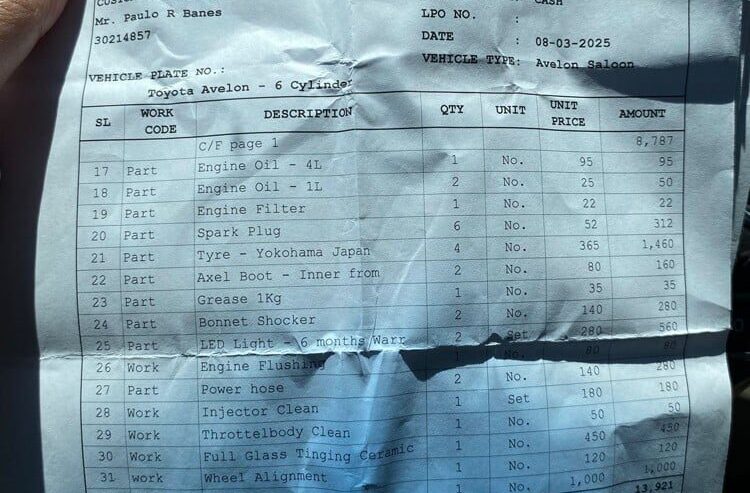 CUSTO
CASH
Mr. Paulo R Banes
LPO NO. :
30214857
DATE : 08-03-2025
VEHICLE PLATE NO.:
VEHICLE TYPE: Avelon Saloon
Toyota Avelon - 6 Cylinder
SL WORK CODE DESCRIPTION QTY UNIT UNIT PRICE AMOUNT
C/F page 1 8,787
17 Part Engine Oil - 4L 1 No. 95 95
18 Part Engine Oil - 1L 2 No. 25 50
19 Part Engine Filter 1 No. 22 22
20 Part Spark Plug 6 No. 52 312
21 Part Tyre - Yokohama Japan 4 No. 365 1,460
22 Part Axel Boot - Inner from 2 No. 80 160
23 Part Grease 1Kg 1 No. 35 35
24 Part Bonnet Shocker 2 No. 140 280
25 Part LED Light - 6 months Warr 2 Set 280 560
26 Work Engine Flushing 1 No. 80 80
27 Part Power hose 2 No. 140 280
28 Work Injector Clean 1 Set 180 180
29 Work Throttelbody Clean 1 No. 50 50
30 Work Full Glass Tinging Ceramic 1 No. 450 450
31 work Wheel Alignment 1 No. 120 120
1 No. 1,000 1,000
13,921